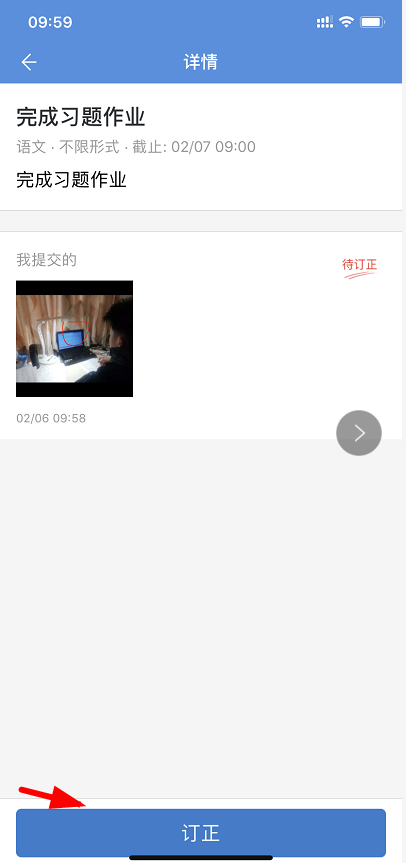 09:59
详情
完成习题作业
语文 · 不限形式 · 截止: 02/07 09:00
完成习题作业
我提交的
待订正
02/06 09:58
订正